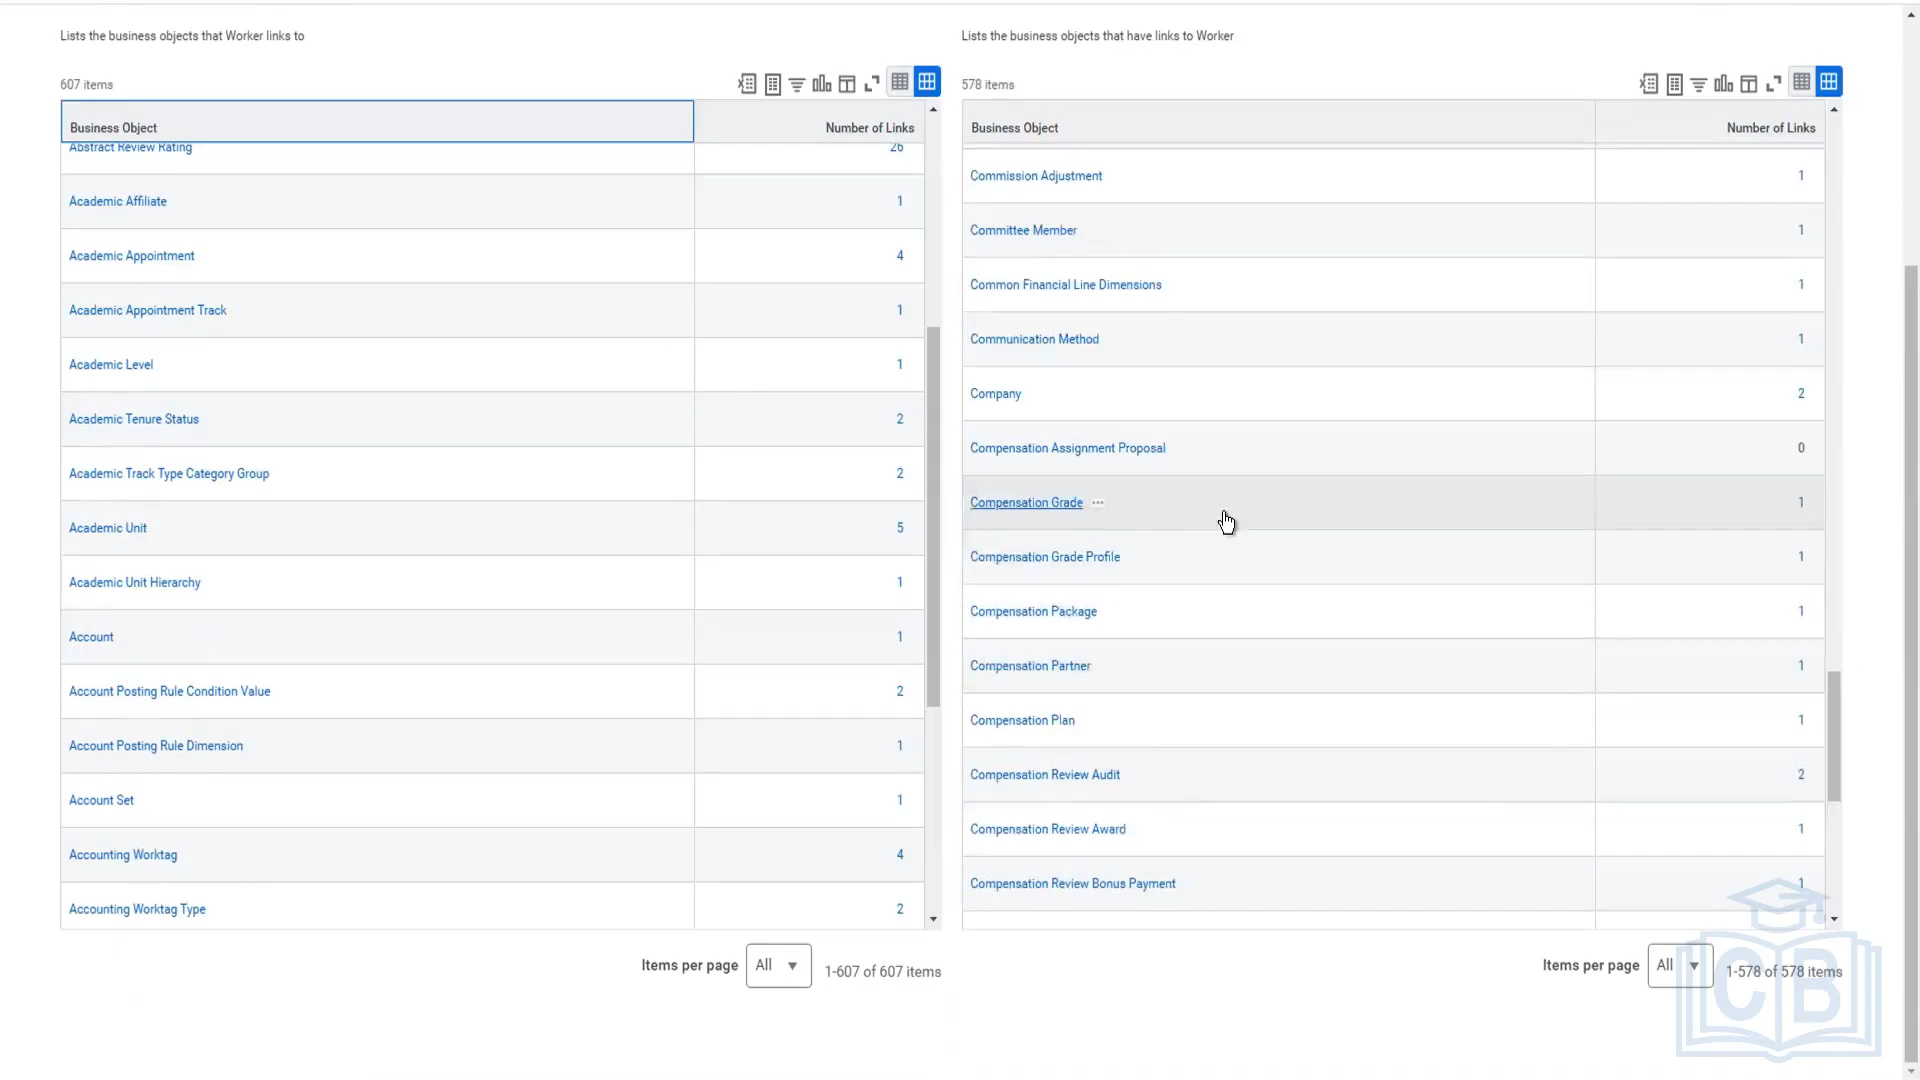 Lists the business objects that Worker links to
607 items
Business Object Number of Links
Abstract Review Rating 26
Academic Affiliate 1
Academic Appointment 4
Academic Appointment Track 1
Academic Level 1
Academic Tenure Status 2
Academic Track Type Category Group 2
Academic Unit 5
Academic Unit Hierarchy 1
Account 1
Account Posting Rule Condition Value 2
Account Posting Rule Dimension 1
Account Set 1
Accounting Worktag 4
Accounting Worktag Type 2
Items per page All 1-607 of 607 items
Lists the business objects that have links to Worker
578 items
Business Object Number of Links
Commission Adjustment 1
Committee Member 1
Common Financial Line Dimensions 1
Communication Method 1
Company 2
Compensation Assignment Proposal 0
Compensation Grade 1
Compensation Grade Profile 1
Compensation Package 1
Compensation Partner 1
Compensation Plan 1
Compensation Review Audit 2
Compensation Review Award 1
Compensation Review Bonus Payment 1
Items per page All 1-578 of 578 items
CB